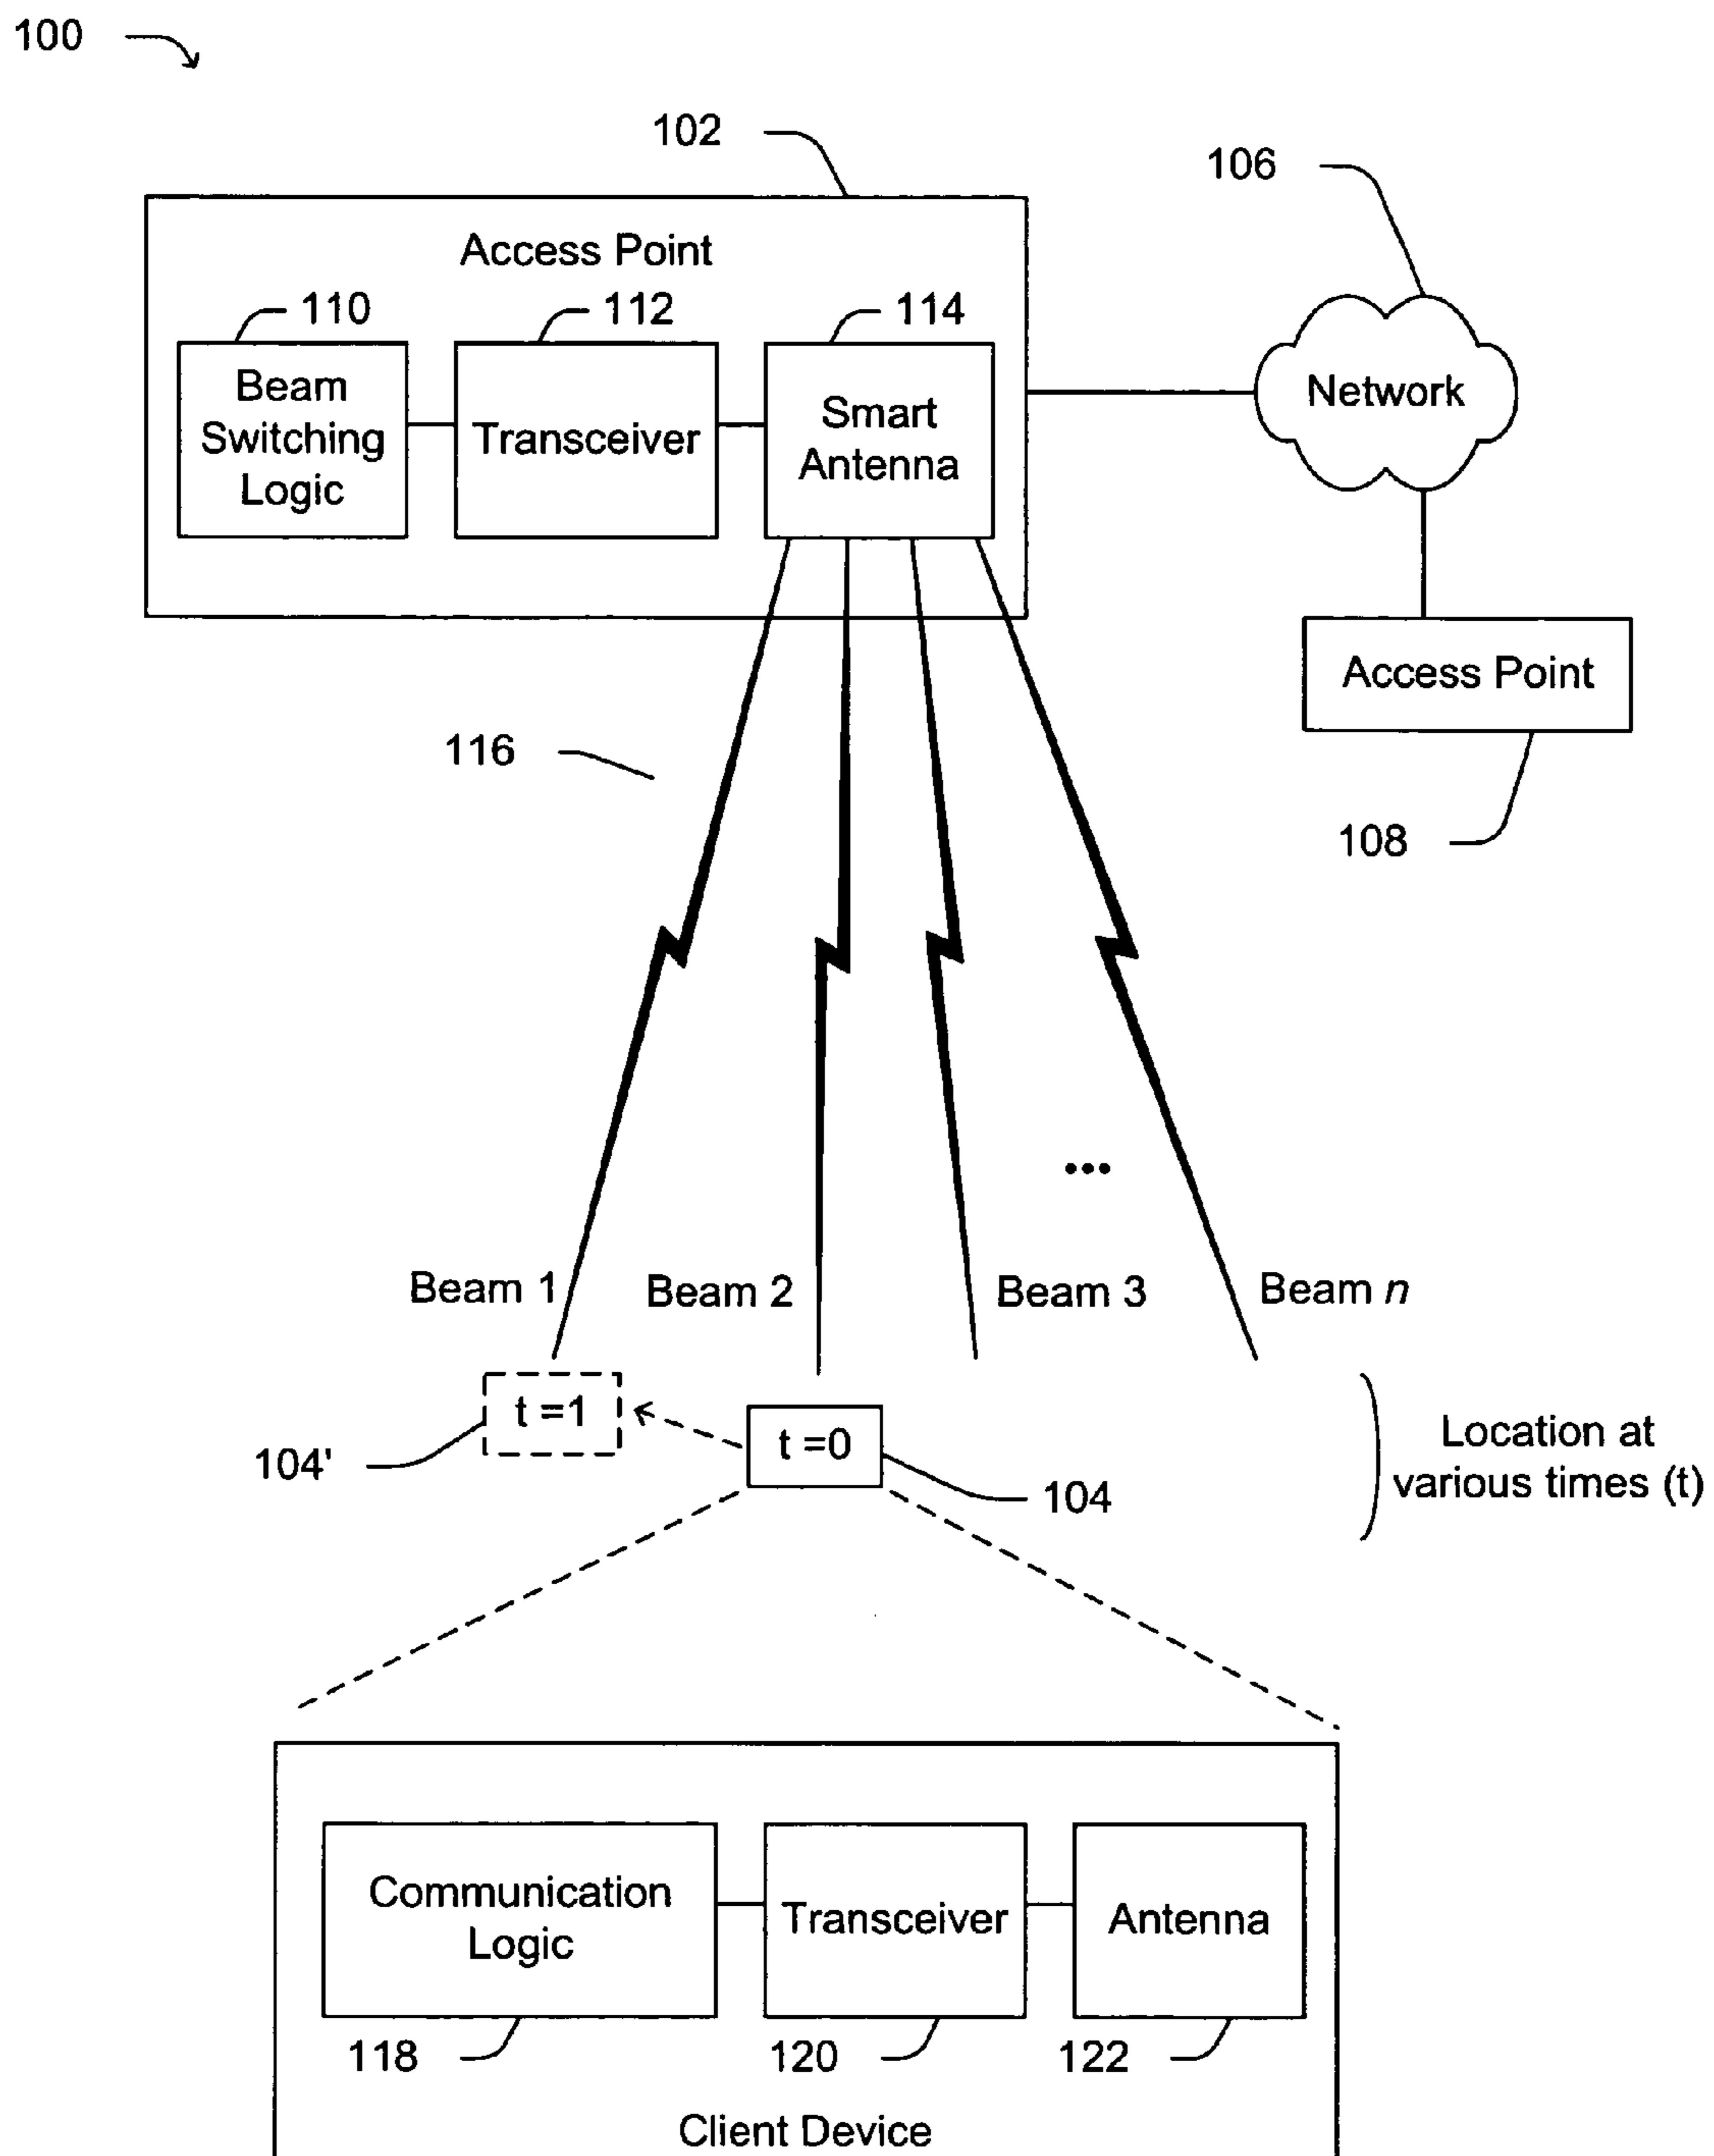 100
102
106
Access Point
110
112
114
Beam
Switching
Logic
Transceiver
Smart
Antenna
Network
Access Point
116
108
...
Beam 1
Beam 2
Beam 3
Beam n
t =1
t =0
104'
104
Location at
various times (t)
Communication
Logic
Transceiver
Antenna
118
120
122
Client Device